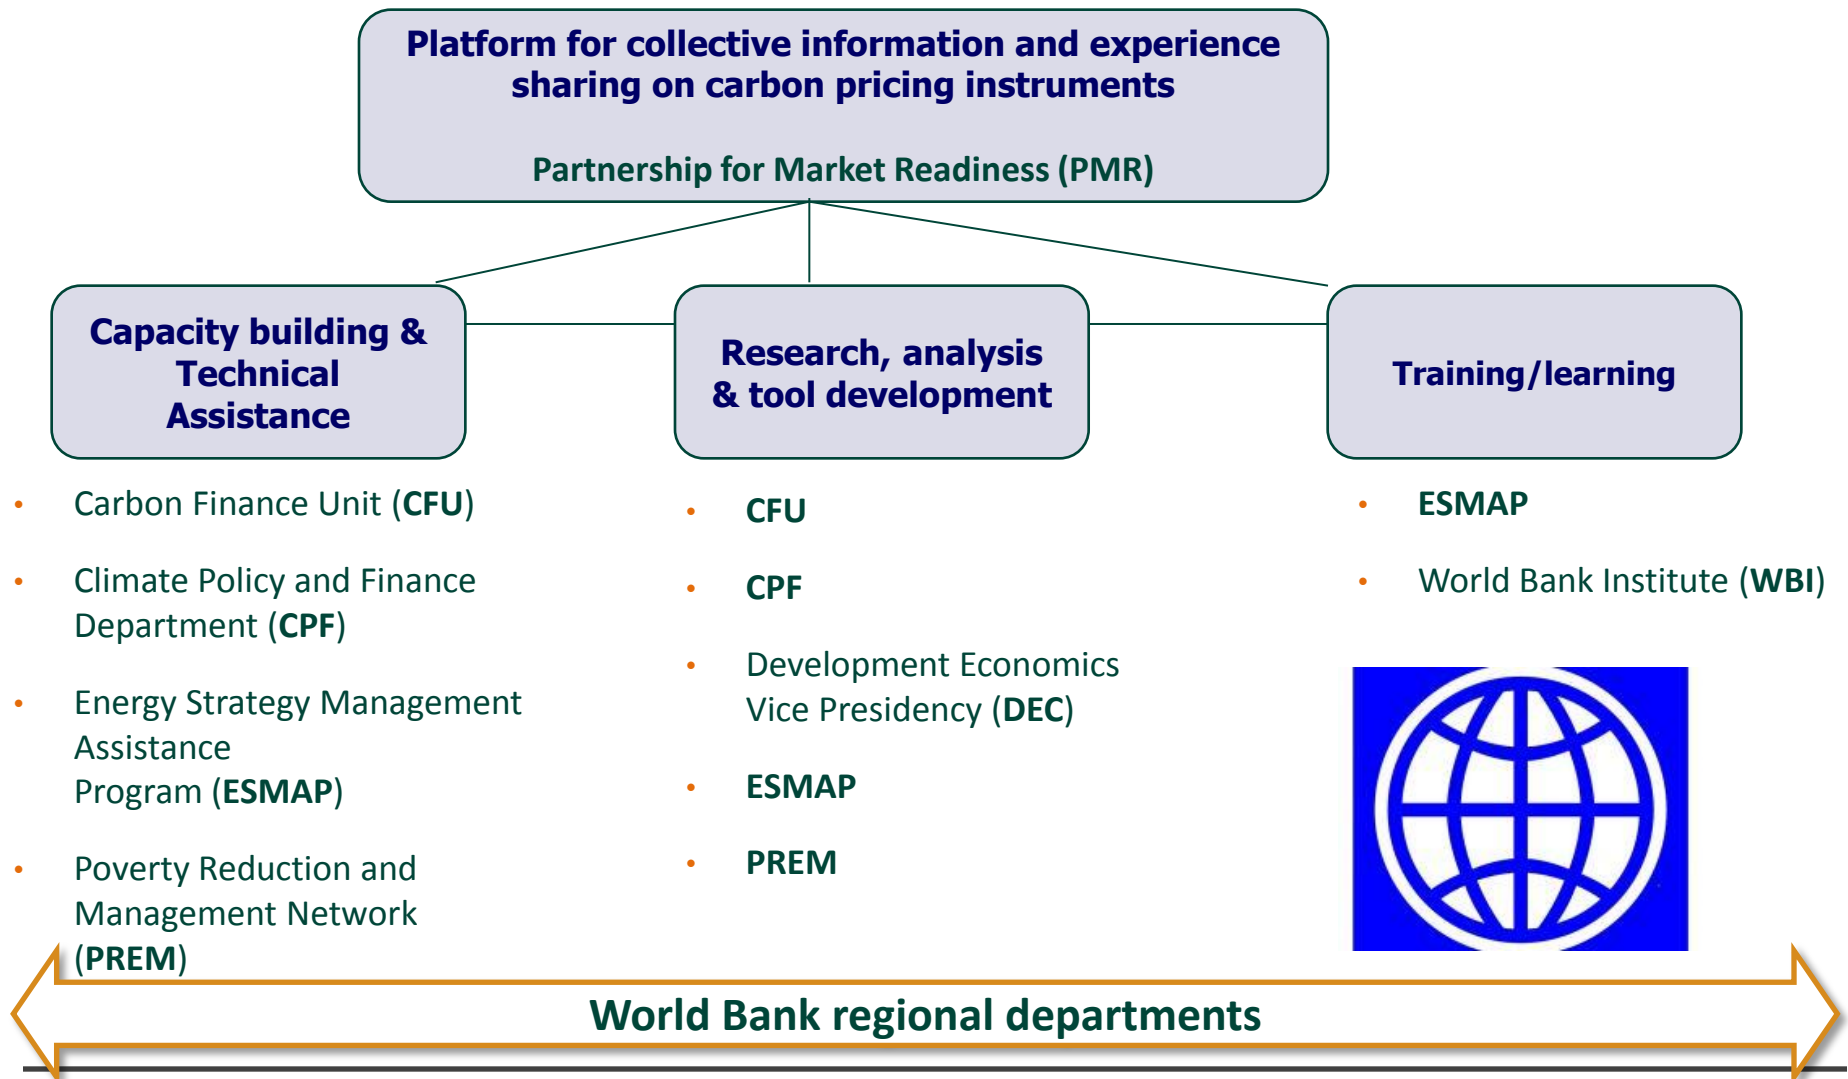 Platform for collective information and experience
sharing on carbon pricing instruments
Partnership for Market Readiness (PMR)
Capacity building &
Technical
Assistance
Research, analysis
& tool development
Training/learning
• Carbon Finance Unit (CFU)
• Climate Policy and Finance
Department (CPF)
• Energy Strategy Management
Assistance
Program (ESMAP)
• Poverty Reduction and
Management Network
(PREM)
• CFU
• CPF
• Development Economics
Vice Presidency (DEC)
• ESMAP
• PREM
• ESMAP
• World Bank Institute (WBI)
World Bank regional departments